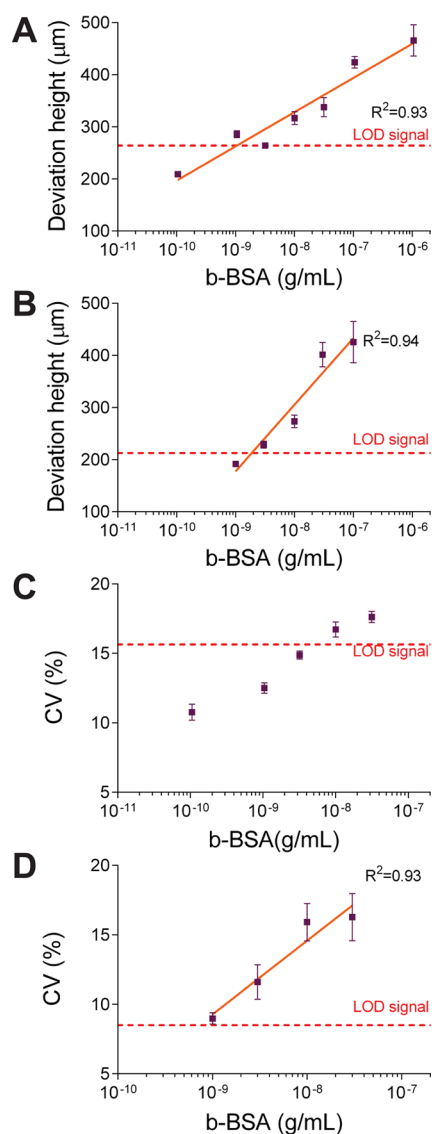 A
Deviation height (μm)
500
400
300
200
100
R²=0.93
LOD signal
10⁻¹¹ 10⁻¹⁰ 10⁻⁹ 10⁻⁸ 10⁻⁷ 10⁻⁶
b-BSA (g/mL)
B
Deviation height (μm)
500
400
300
200
100
R²=0.94
LOD signal
10⁻¹¹ 10⁻¹⁰ 10⁻⁹ 10⁻⁸ 10⁻⁷ 10⁻⁶
b-BSA (g/mL)
C
CV (%)
20
15
10
5
LOD signal
10⁻¹¹ 10⁻¹⁰ 10⁻⁹ 10⁻⁸ 10⁻⁷
b-BSA(g/mL)
D
CV (%)
20
15
10
5
R²=0.93
LOD signal
10⁻¹⁰ 10⁻⁹ 10⁻⁸ 10⁻⁷
b-BSA (g/mL)